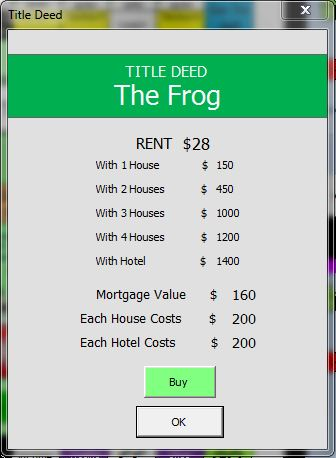 Title Deed
TITLE DEED
The Frog
RENT $28
With 1 House $ 150
With 2 Houses $ 450
With 3 Houses $ 1000
With 4 Houses $ 1200
With Hotel $ 1400
Mortgage Value $ 160
Each House Costs $ 200
Each Hotel Costs $ 200
Buy
OK